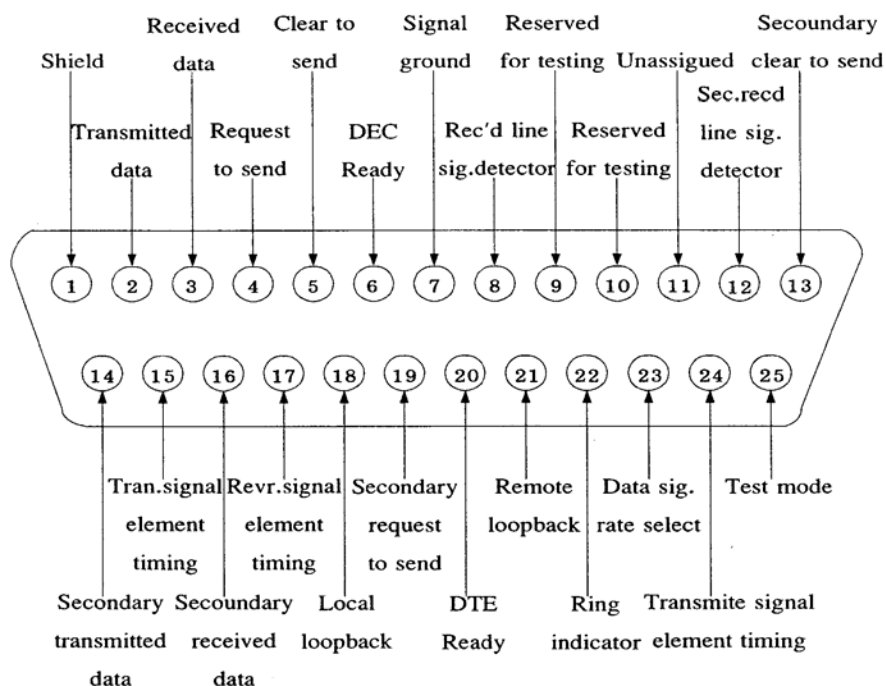 Received Clear to Signal Reserved Secoundary
Shield data send ground for testing Unassigued clear to send
Sec.recd
Transmitted Request DEC Rec'd line Reserved line sig.
data to send Ready sig.detector for testing detector
1 2 3 4 5 6 7 8 9 10 11 12 13
14 15 16 17 18 19 20 21 22 23 24 25
Tran.signal Revr.signal Secondary Remote Data sig. Test mode
element element request loopback rate select
timing timing to send
Secondary Secoundary Local DTE Ring Transmite signal
transmitted received loopback Ready indicator element timing
data data